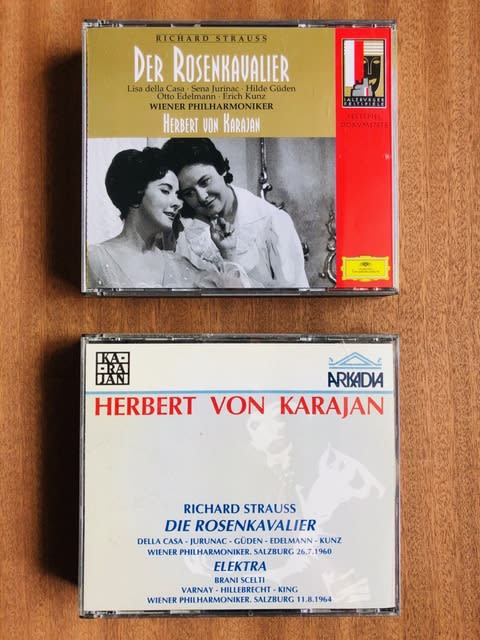 RICHARD STRAUSS
DER ROSENKAVALIER
Lisa della Casa · Sena Jurinac · Hilde Güden
Otto Edelmann · Erich Kunz
WIENER PHILHARMONIKER
HERBERT VON KARAJAN
SALZBURGER
FESTSPIELE
FESTSPIEL
DOKUMENTE
Deutsche
Grammophon
KA-
-RA
JAN
ARKADIA
HERBERT VON KARAJAN
RICHARD STRAUSS
DIE ROSENKAVALIER
DELLA CASA - JURUNAC - GÜDEN - EDELMANN - KUNZ
WIENER PHILHARMONIKER. SALZBURG 26.7.1960
ELEKTRA
BRANI SCELTI
VARNAY - HILLEBRECHT - KING
WIENER PHILHARMONIKER. SALZBURG 11.8.1964